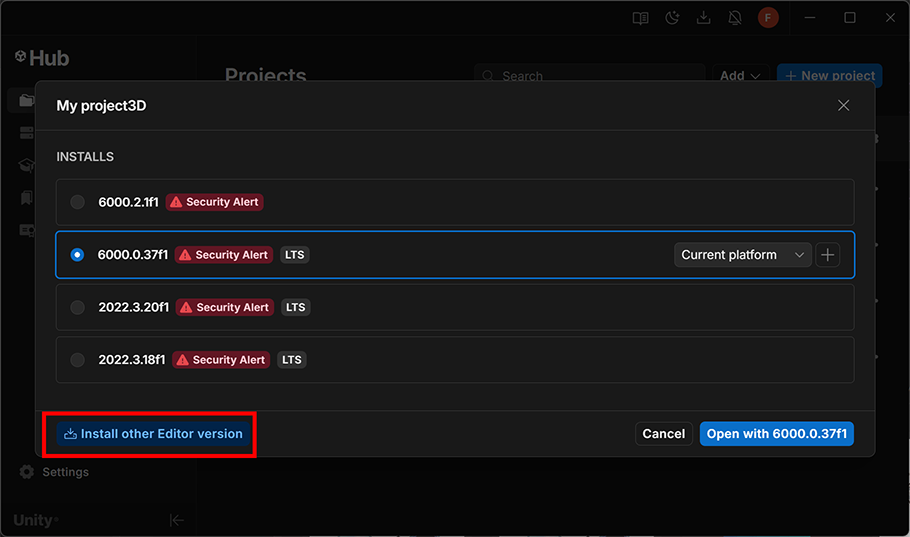 F
Hub
Projects
Search
Add
+ New project
My project3D
INSTALLS
6000.2.1f1 Security Alert
6000.0.37f1 Security Alert LTS
Current platform
2022.3.20f1 Security Alert LTS
2022.3.18f1 Security Alert LTS
Install other Editor version
Cancel
Open with 6000.0.37f1
Settings
Unity